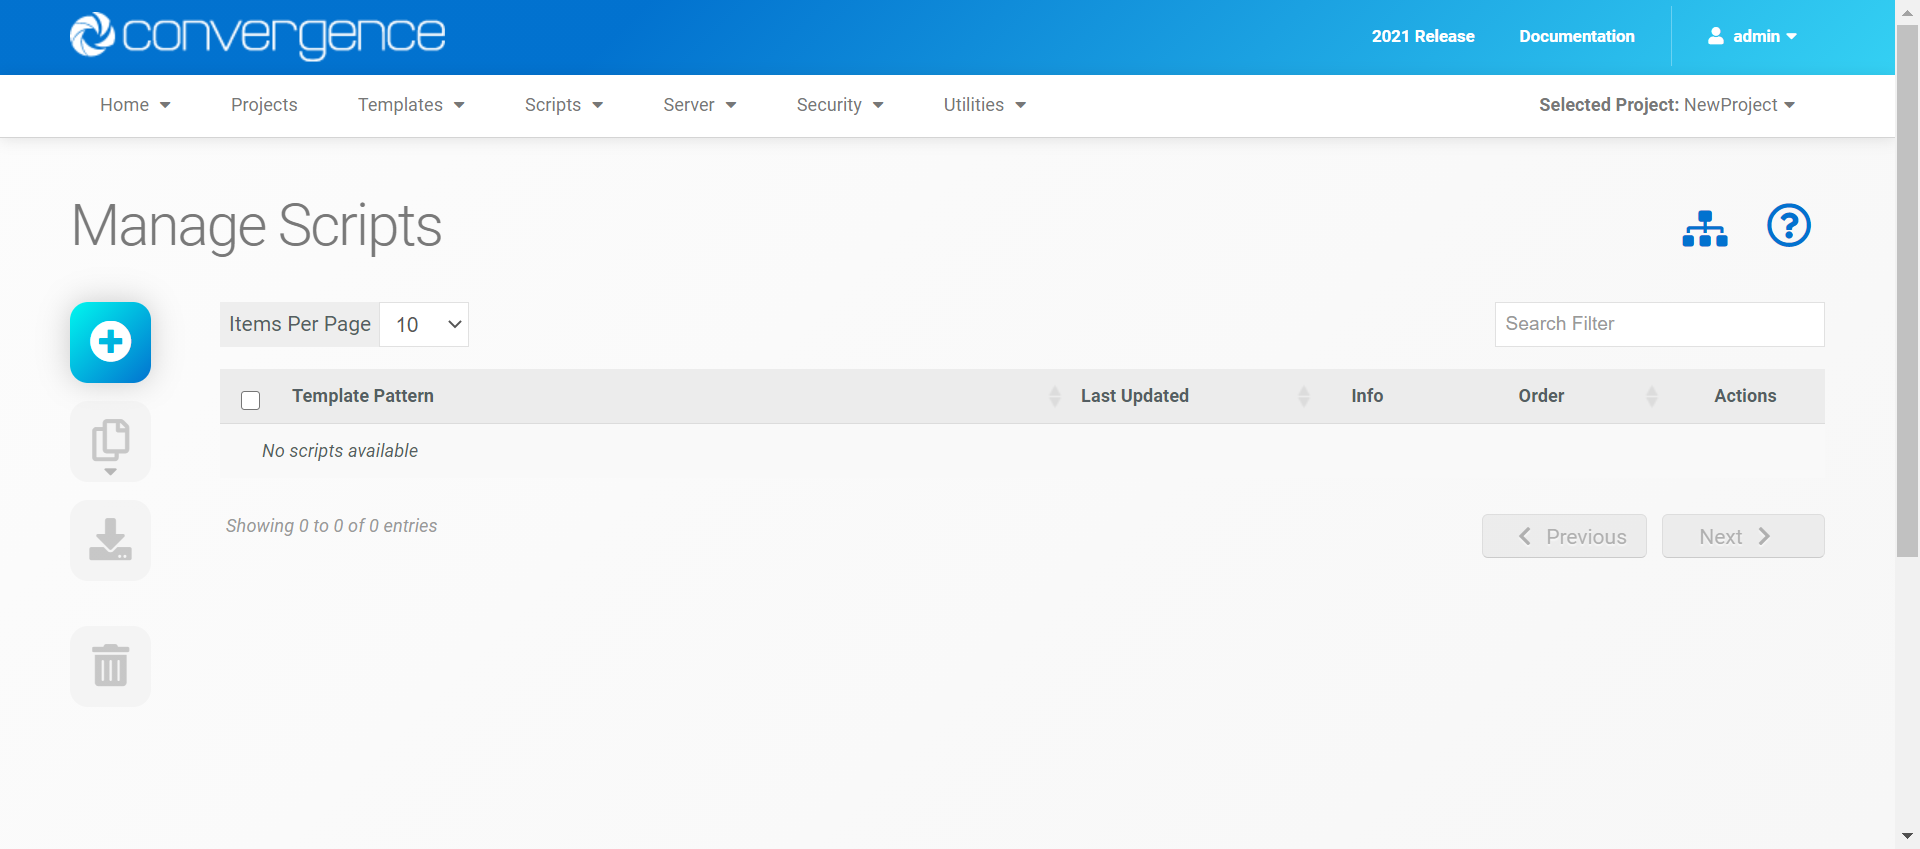 convergence
2021 Release
Documentation
admin
Home
Projects
Templates
Scripts
Server
Security
Utilities
Selected Project: NewProject
Manage Scripts
Items Per Page 10
Search Filter
Template Pattern
Last Updated
Info
Order
Actions
No scripts available
Showing 0 to 0 of 0 entries
Previous
Next